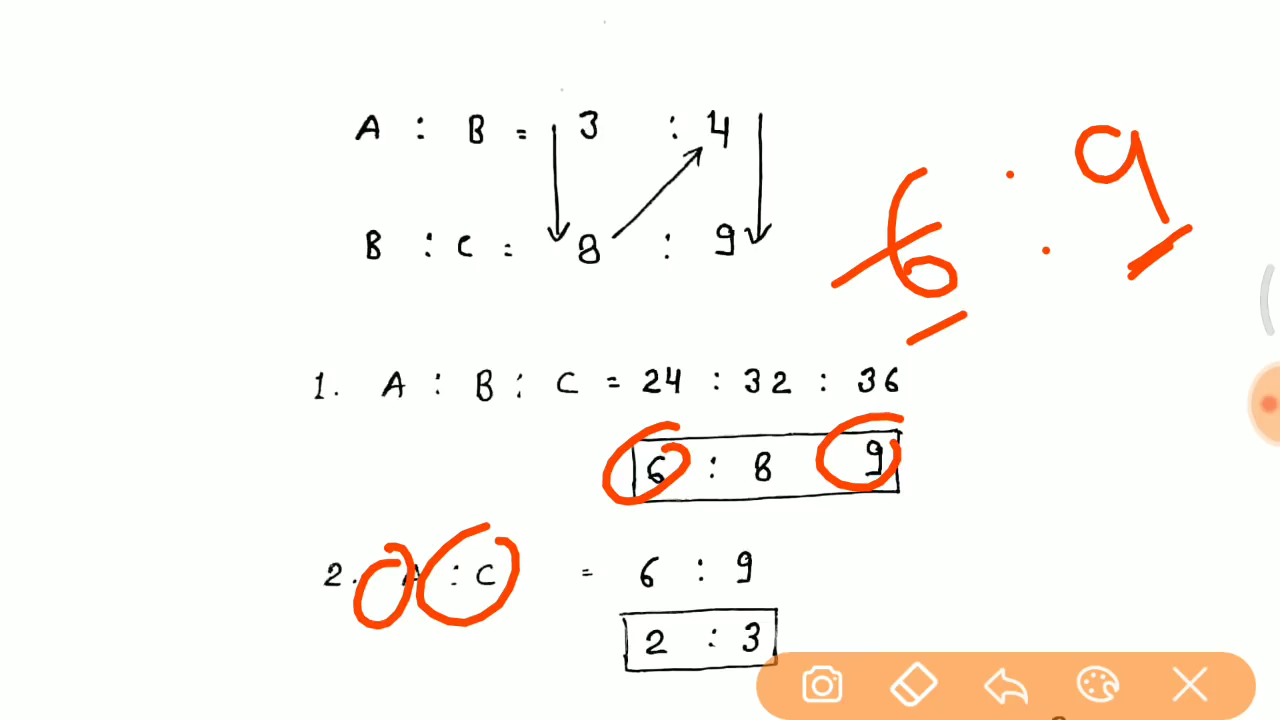 A : B = 3 : 4
B : C = 8 : 9
6 : 9
1. A : B : C = 24 : 32 : 36
6 : 8 9
2. A : C = 6 : 9
2 : 3